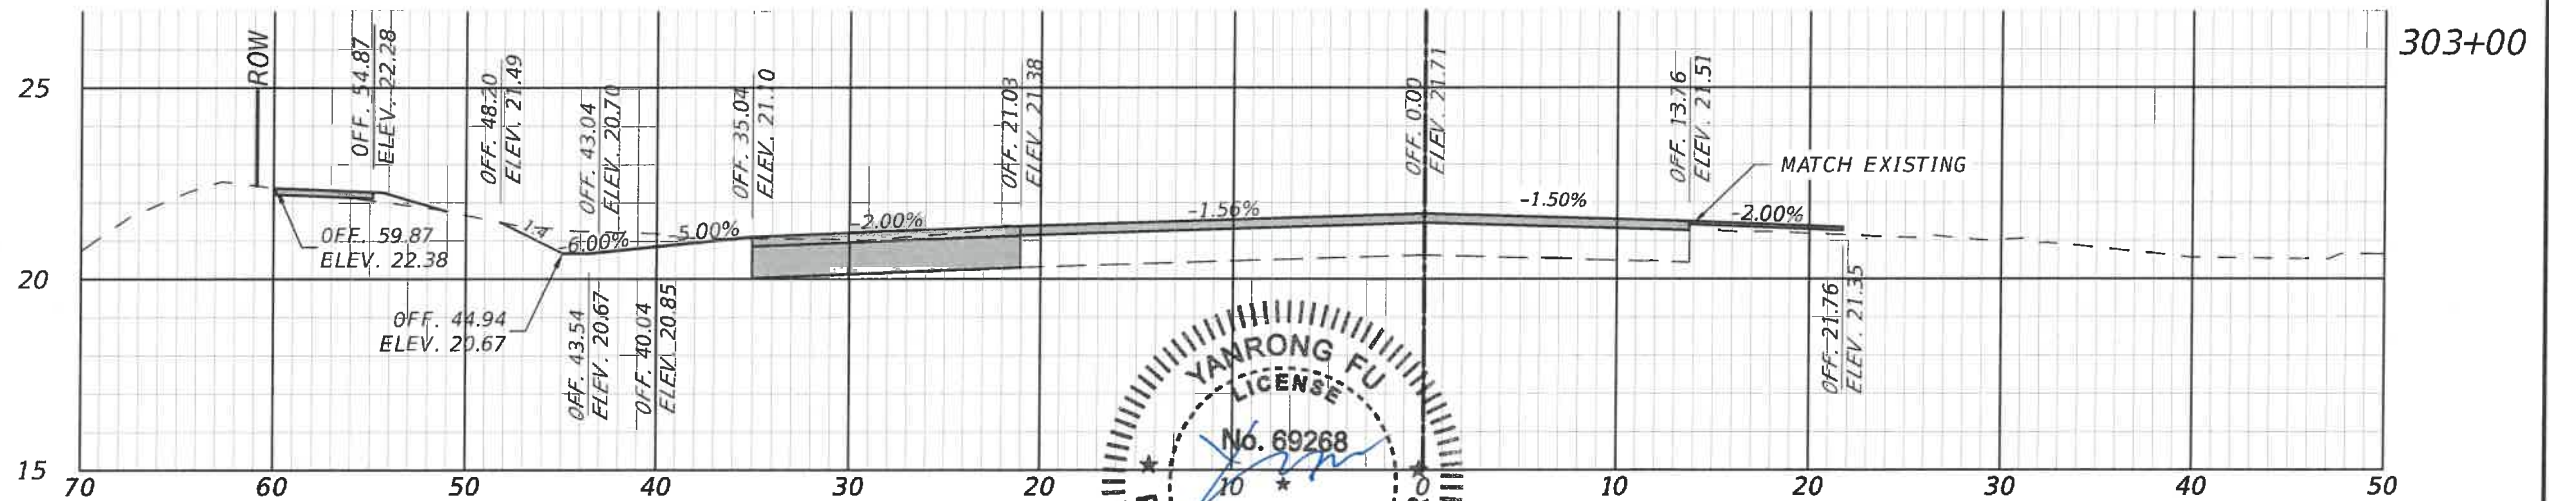 303+00
ROW
OFF. 54.87
ELEV. 22.28
OFF. 48.20
ELEV. 21.49
OFF. 43.04
ELEV. 20.70
OFF. 35.04
ELEV. 21.10
OFF. 21.03
ELEV. 21.38
OFF. 0.00
ELEV. 21.71
OFF. 13.76
ELEV. 21.51
MATCH EXISTING
25
20
15
1:4
-6.00%
-5.00%
-2.00%
-1.56%
-1.50%
-2.00%
OFF. 59.87
ELEV. 22.38
OFF. 44.94
ELEV. 20.67
OFF. 43.54
ELEV. 20.67
OFF. 40.04
ELEV. 20.85
OFF. 21.76
ELEV. 21.35
YANRONG FU
LICENSE
No. 69268
70 60 50 40 30 20 10 0 10 20 30 40 50